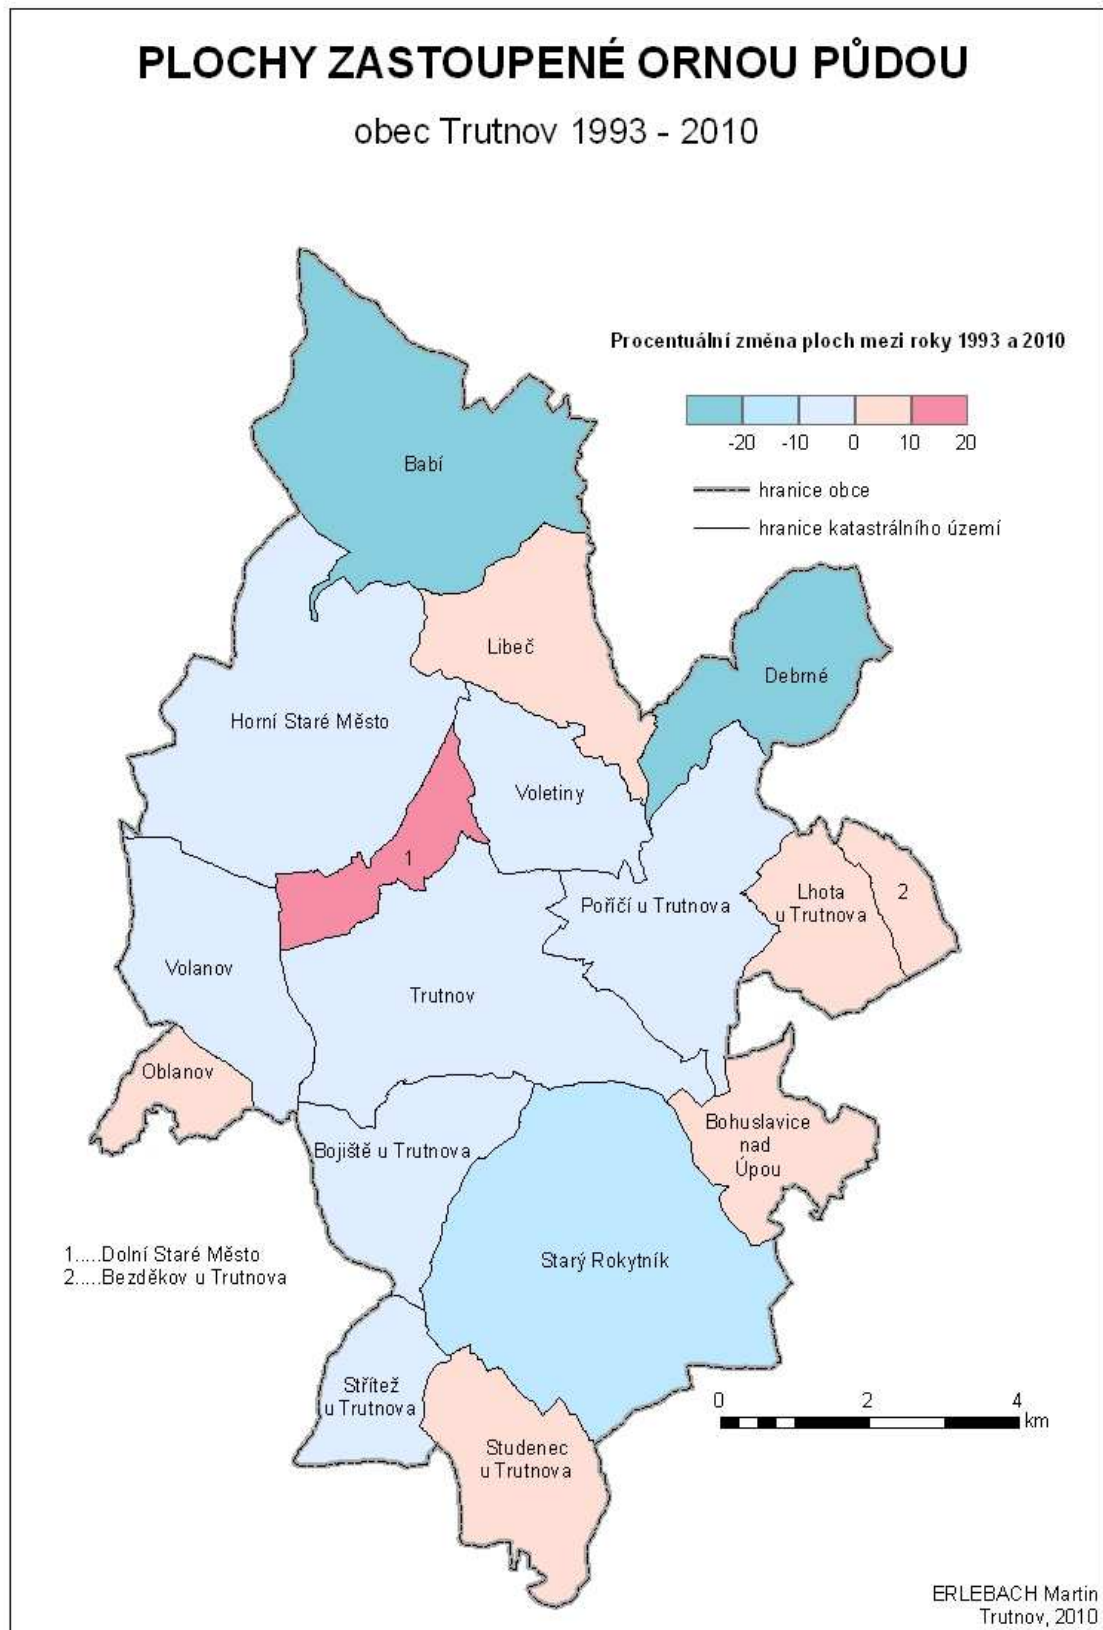 PLOCHY ZASTOUPENÉ ORNOU PŮDOU
obec Trutnov 1993 - 2010
Procentuální změna ploch mezi roky 1993 a 2010
-20 -10 0 10 20
hranice obce
hranice katastrálního území
Babí
Libeč
Debrné
Horní Staré Město
Voletiny
1
Poříčí u Trutnova
Lhota
u Trutnova
2
Volanov
Trutnov
Oblanov
Bohuslavice
nad
Úpou
Bojiště u Trutnova
1.....Dolní Staré Město
2.....Bezděkov u Trutnova
Starý Rokytník
Střítež
u Trutnova
0 2 4
km
Studenec
u Trutnova
ERLEBACH Martin
Trutnov, 2010